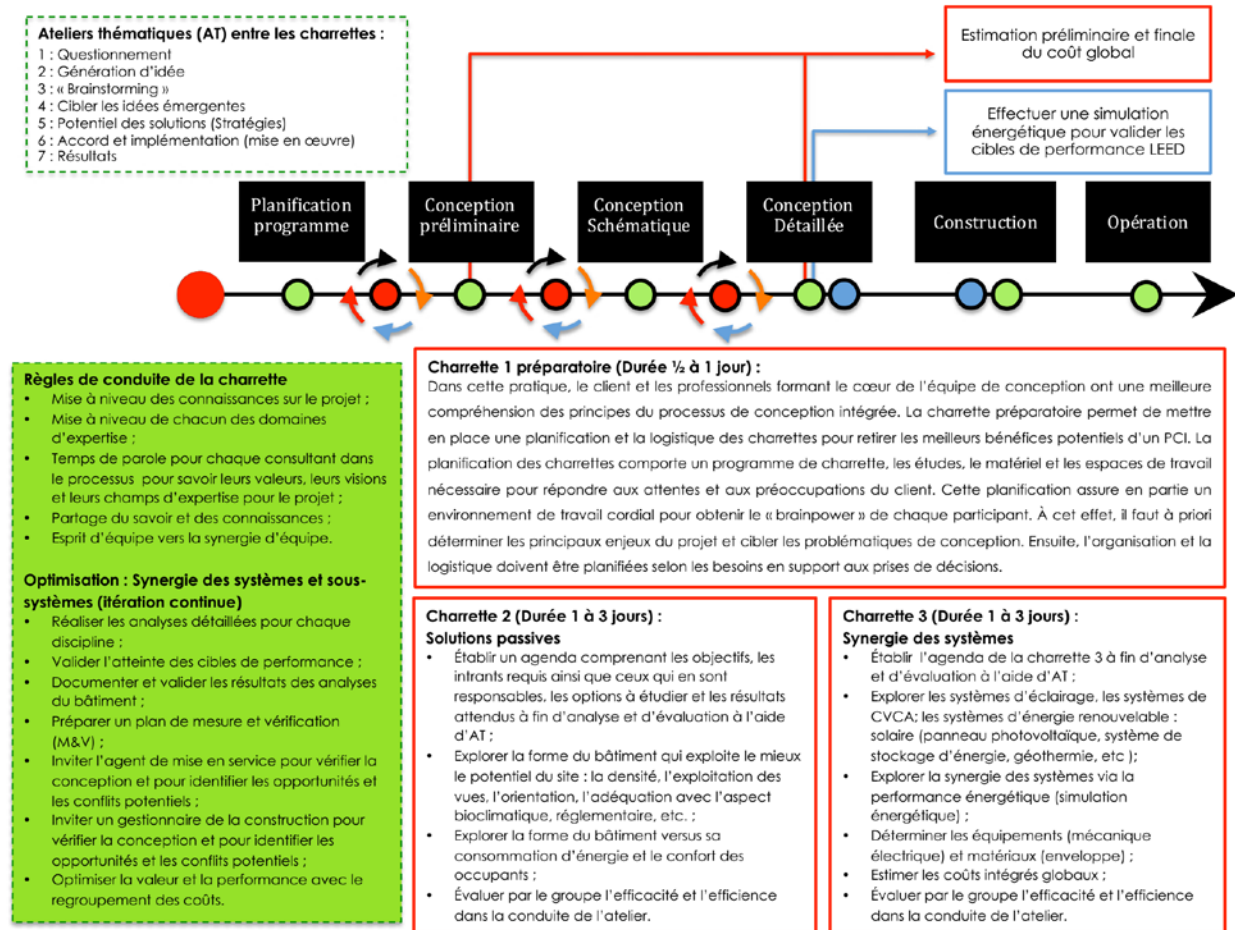 Ateliers thématiques (AT) entre les charrettes :
1 : Questionnement
2 : Génération d'idée
3 : « Brainstorming »
4 : Cibler les idées émergentes
5 : Potentiel des solutions (Stratégies)
6 : Accord et implémentation (mise en œuvre)
7 : Résultats
Estimation préliminaire et finale
du coût global
Effectuer une simulation
énergétique pour valider les
cibles de performance LEED
Planification
programme
Conception
préliminaire
Conception
Schématique
Conception
Détaillée
Construction
Opération
Règles de conduite de la charrette
• Mise à niveau des connaissances sur le projet ;
• Mise à niveau de chacun des domaines
d'expertise ;
• Temps de parole pour chaque consultant dans
le processus pour savoir leurs valeurs, leurs visions
et leurs champs d'expertise pour le projet ;
• Partage du savoir et des connaissances ;
• Esprit d'équipe vers la synergie d'équipe.
Optimisation : Synergie des systèmes et sous-
systèmes (itération continue)
• Réaliser les analyses détaillées pour chaque
discipline ;
• Valider l'atteinte des cibles de performance ;
• Documenter et valider les résultats des analyses
du bâtiment ;
• Préparer un plan de mesure et vérification
(M&V) ;
• Inviter l'agent de mise en service pour vérifier la
conception et pour identifier les opportunités et
les conflits potentiels ;
• Inviter un gestionnaire de la construction pour
vérifier la conception et pour identifier les
opportunités et les conflits potentiels ;
• Optimiser la valeur et la performance avec le
regroupement des coûts.
Charrette 1 préparatoire (Durée ½ à 1 jour) :
Dans cette pratique, le client et les professionnels formant le cœur de l'équipe de conception ont une meilleure
compréhension des principes du processus de conception intégrée. La charrette préparatoire permet de mettre
en place une planification et la logistique des charrettes pour retirer les meilleurs bénéfices potentiels d'un PCI. La
planification des charrettes comporte un programme de charrette, les études, le matériel et les espaces de travail
nécessaire pour répondre aux attentes et aux préoccupations du client. Cette planification assure en partie un
environnement de travail cordial pour obtenir le « brainpower » de chaque participant. À cet effet, il faut à priori
déterminer les principaux enjeux du projet et cibler les problématiques de conception. Ensuite, l'organisation et la
logistique doivent être planifiées selon les besoins en support aux prises de décisions.
Charrette 2 (Durée 1 à 3 jours) :
Solutions passives
• Établir un agenda comprenant les objectifs, les
intrants requis ainsi que ceux qui en sont
responsables, les options à étudier et les résultats
attendus à fin d'analyse et d'évaluation à l'aide
d'AT ;
• Explorer la forme du bâtiment qui exploite le mieux
le potentiel du site : la densité, l'exploitation des
vues, l'orientation, l'adéquation avec l'aspect
bioclimatique, réglementaire, etc. ;
• Explorer la forme du bâtiment versus sa
consommation d'énergie et le confort des
occupants ;
• Évaluer par le groupe l'efficacité et l'efficience
dans la conduite de l'atelier.
Charrette 3 (Durée 1 à 3 jours) :
Synergie des systèmes
• Établir l'agenda de la charrette 3 à fin d'analyse
et d'évaluation à l'aide d'AT ;
• Explorer les systèmes d'éclairage, les systèmes de
CVCA; les systèmes d'énergie renouvelable :
solaire (panneau photovoltaïque, système de
stockage d'énergie, géothermie, etc );
• Explorer la synergie des systèmes via la
performance énergétique (simulation
énergétique) ;
• Déterminer les équipements (mécanique
électrique) et matériaux (enveloppe) ;
• Estimer les coûts intégrés globaux ;
• Évaluer par le groupe l'efficacité et l'efficience
dans la conduite de l'atelier.